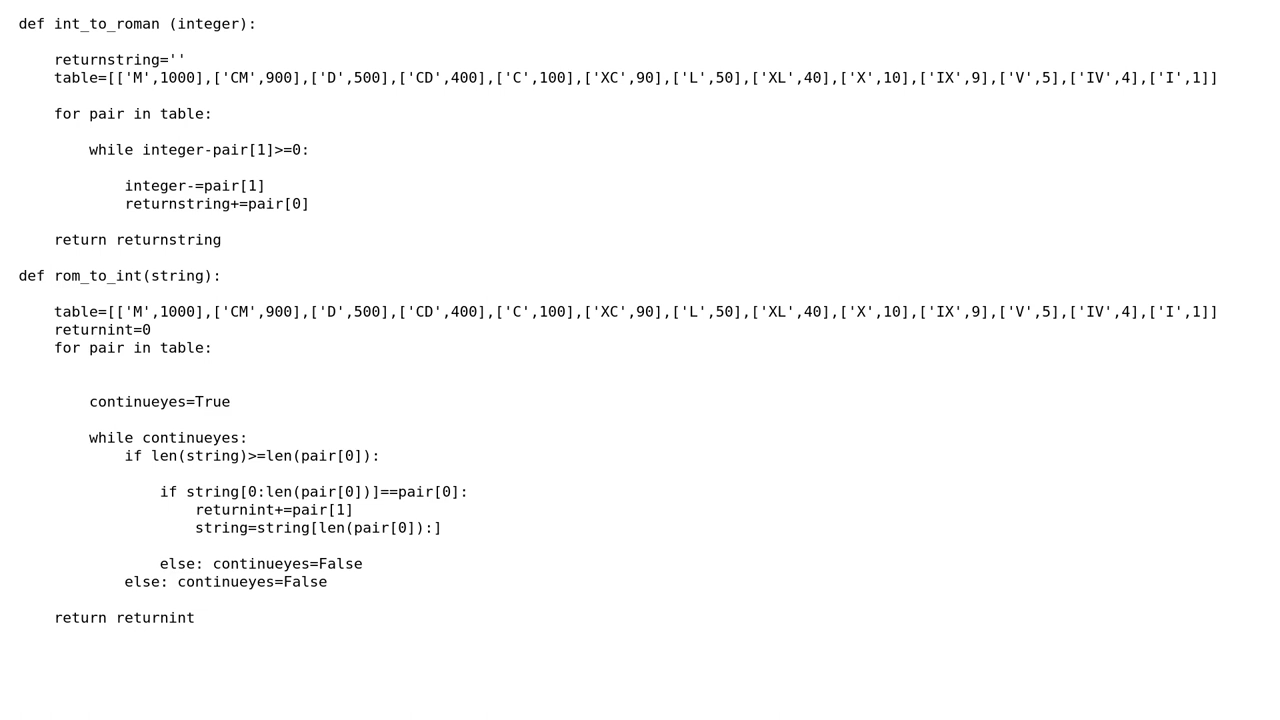 def int_to_roman (integer):
    returnstring=''
    table=[['M',1000],['CM',900],['D',500],['CD',400],['C',100],['XC',90],['L',50],['XL',40],['X',10],['IX',9],['V',5],['IV',4],['I',1]]
    for pair in table:
        while integer-pair[1]>=0:
            integer-=pair[1]
            returnstring+=pair[0]
    return returnstring
def rom_to_int(string):
    table=[['M',1000],['CM',900],['D',500],['CD',400],['C',100],['XC',90],['L',50],['XL',40],['X',10],['IX',9],['V',5],['IV',4],['I',1]]
    returnint=0
    for pair in table:
        continueyes=True
        while continueyes:
            if len(string)>=len(pair[0]):
                if string[0:len(pair[0])]==pair[0]:
                    returnint+=pair[1]
                    string=string[len(pair[0]):]
                else: continueyes=False
            else: continueyes=False
    return returnint